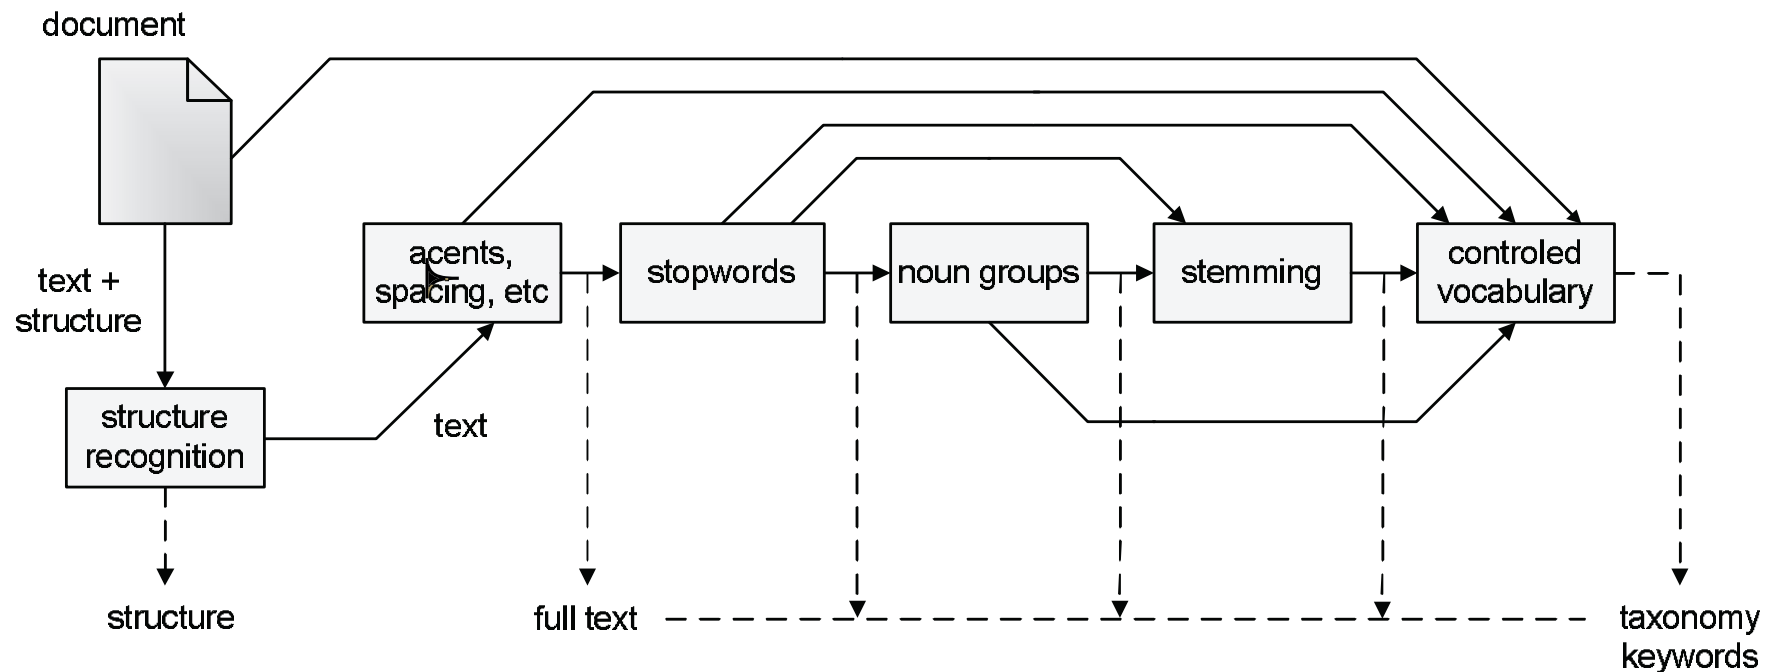 document
text +
structure
structure
recognition
structure
acents,
spacing, etc
text
full text
stopwords
noun groups
stemming
controled
vocabulary
taxonomy
keywords